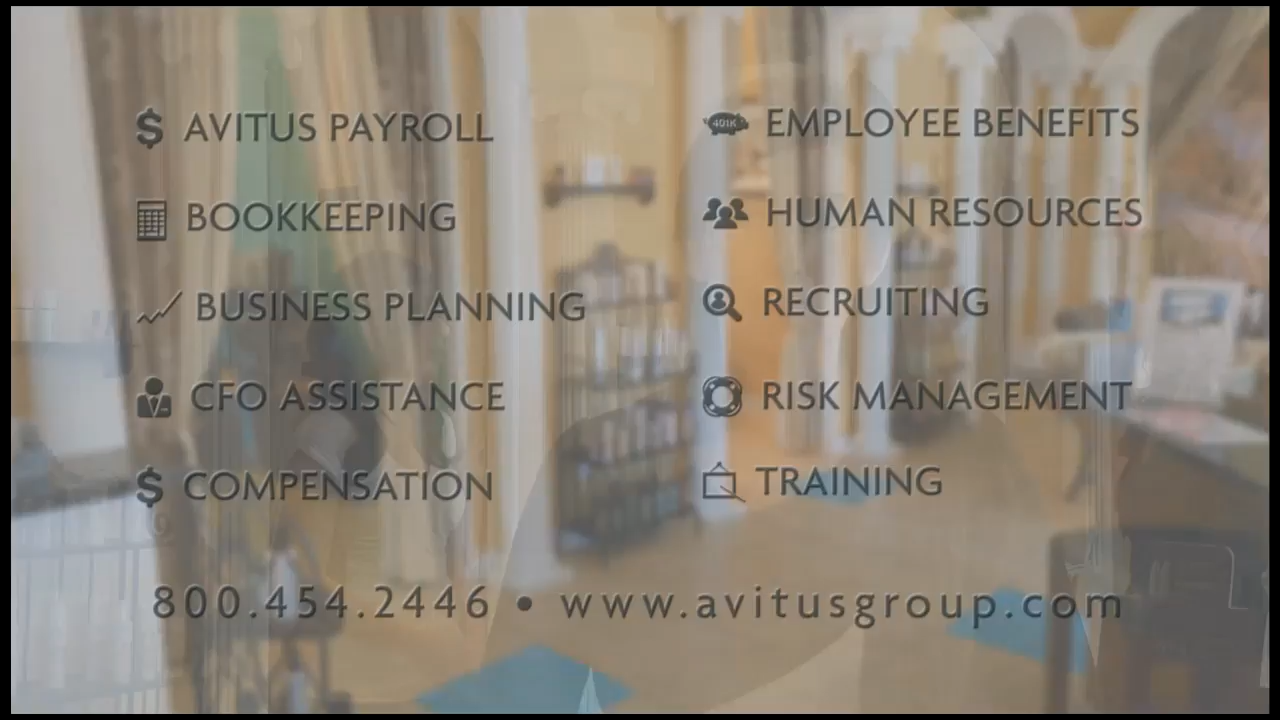 AVITUS PAYROLL
BOOKKEEPING
BUSINESS PLANNING
CFO ASSISTANCE
COMPENSATION
401K EMPLOYEE BENEFITS
HUMAN RESOURCES
RECRUITING
RISK MANAGEMENT
TRAINING
800.454.2446 • www.avitusgroup.com